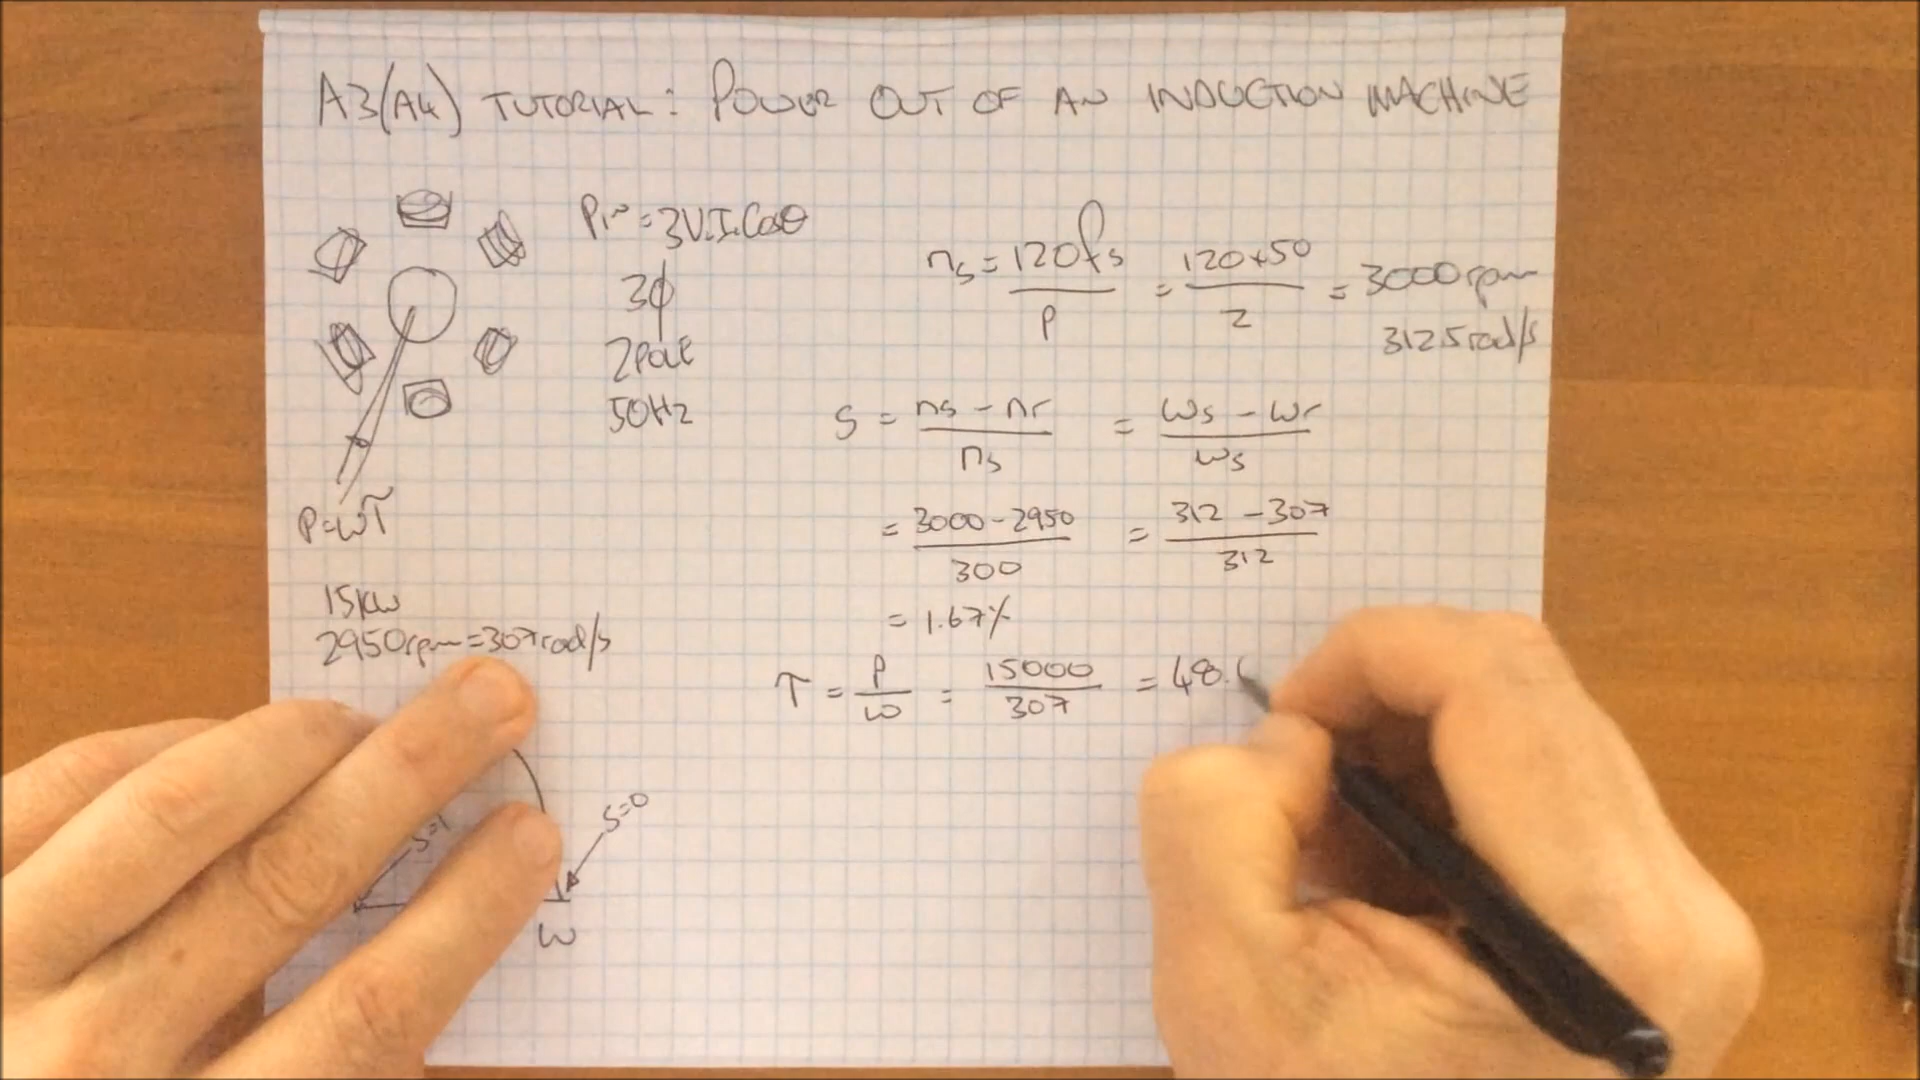 A3(A4) TUTORIAL: POWER OUT OF AN INDUCTION MACHINE
Pin = 3V.I.Cosθ
3ϕ
2POLE
50Hz
P=ωT
15kW
2950rpm=307rad/s
S=1
S=0
ω
ns = 120fs / P = 120×50 / 2 = 3000rpm
312.5rad/s
S = ns - nr / ns = ωs - ωr / ωs
= 3000 - 2950 / 300 = 312 - 307 / 312
= 1.67%
T = P / ω = 15000 / 307 = 48.